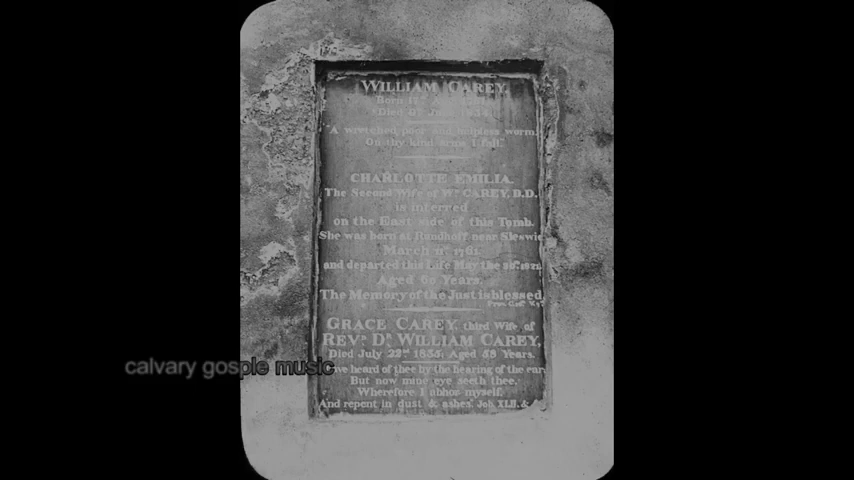 WILLIAM CAREY.
Born
Died
"A wretched poor and helpless worm,
On thy kind arms I fall."
CHARLOTTE EMILIA.
The Second Wife of Wm CAREY, D.D.
is interred
on the East side of this Tomb.
She was born at Rundhoff near Sleswic
March 11th 1761.
and departed this Life May the 30th 1821.
Aged 60 Years.
The Memory of the Just is blessed.
GRACE CAREY, third Wife of
REVD DR WILLIAM CAREY,
Died July 22nd 1835; Aged 58 Years.
ave heard of thee by the hearing of the ear,
But now mine eye seeth thee.
Wherefore I abhor myself,
And repent in dust & ashes. Job XLII. &
calvary gosple music